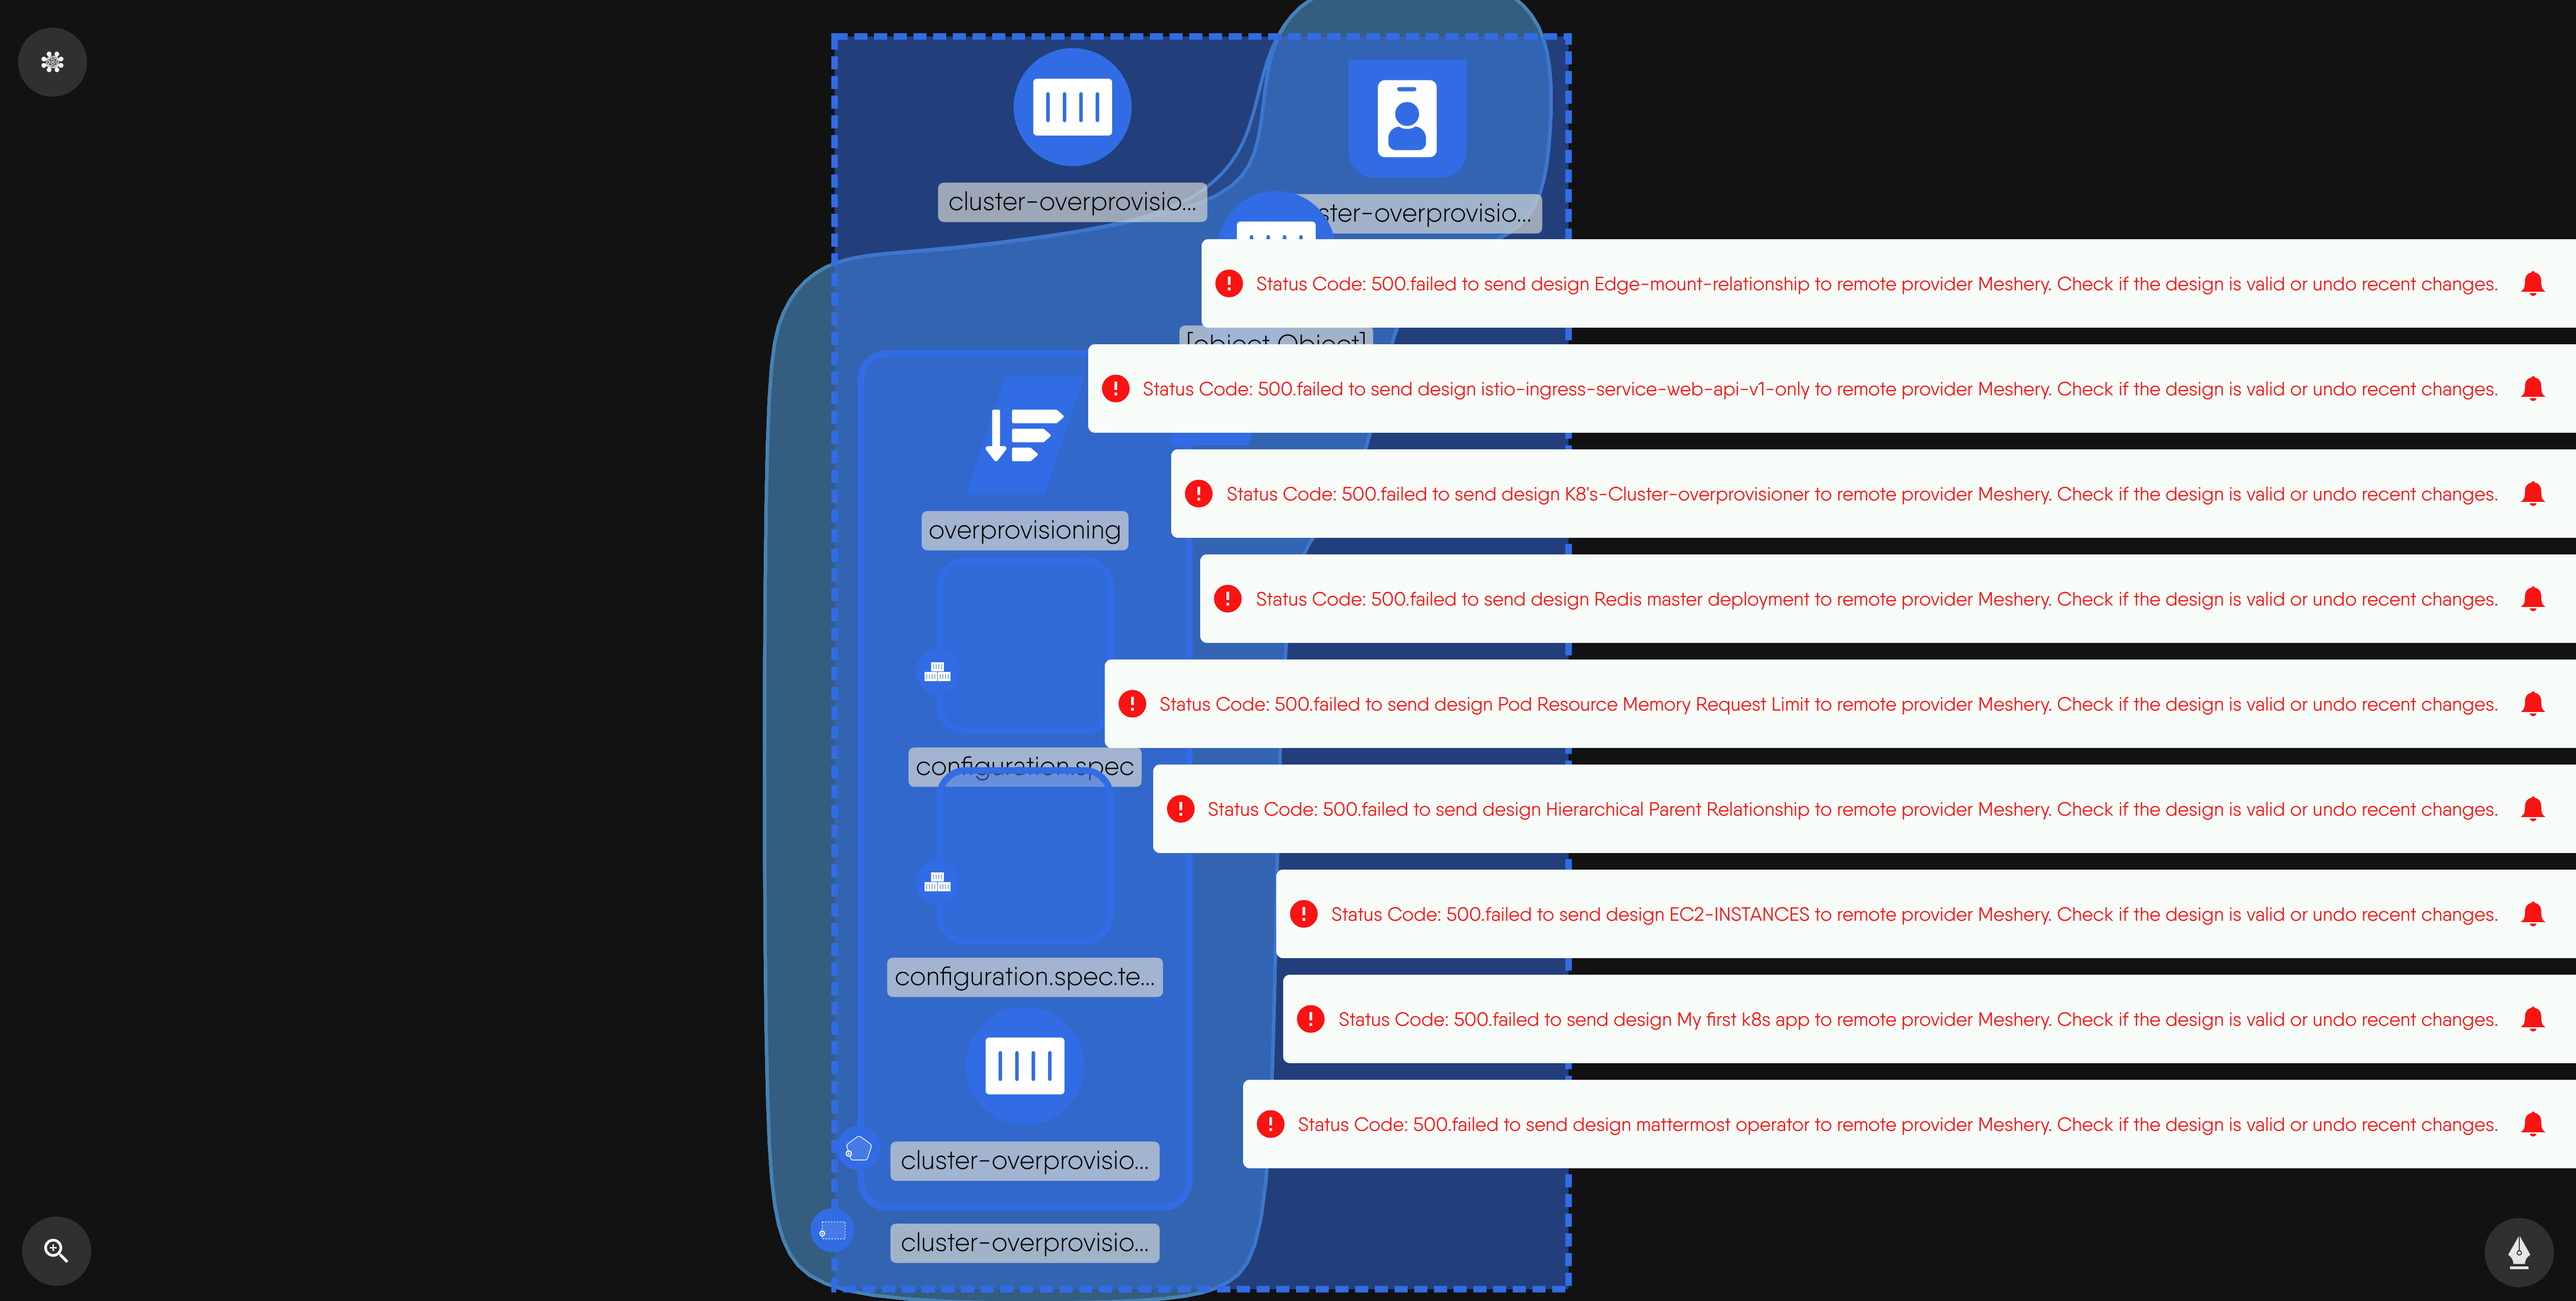 cluster-overprovisio...
ster-overprovisio...
Status Code: 500.failed to send design Edge-mount-relationship to remote provider Meshery. Check if the design is valid or undo recent changes.
[object Object]
Status Code: 500.failed to send design istio-ingress-service-web-api-v1-only to remote provider Meshery. Check if the design is valid or undo recent changes.
Status Code: 500.failed to send design K8's-Cluster-overprovisioner to remote provider Meshery. Check if the design is valid or undo recent changes.
overprovisioning
Status Code: 500.failed to send design Redis master deployment to remote provider Meshery. Check if the design is valid or undo recent changes.
Status Code: 500.failed to send design Pod Resource Memory Request Limit to remote provider Meshery. Check if the design is valid or undo recent changes.
configuration.spec
Status Code: 500.failed to send design Hierarchical Parent Relationship to remote provider Meshery. Check if the design is valid or undo recent changes.
Status Code: 500.failed to send design EC2-INSTANCES to remote provider Meshery. Check if the design is valid or undo recent changes.
configuration.spec.te...
Status Code: 500.failed to send design My first k8s app to remote provider Meshery. Check if the design is valid or undo recent changes.
Status Code: 500.failed to send design mattermost operator to remote provider Meshery. Check if the design is valid or undo recent changes.
cluster-overprovisio...
cluster-overprovisio...